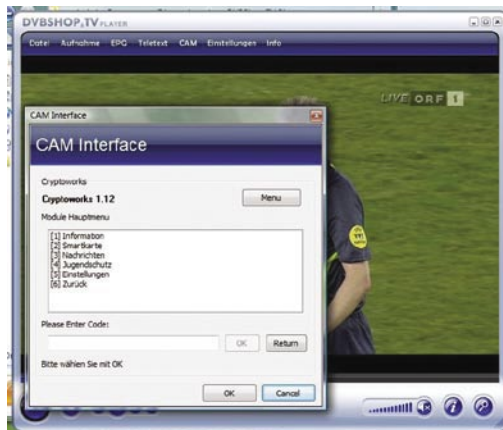 DVBSHOP.TV PLAYER
Datei Aufnahme EPG Teletext CAM Einstellungen Info
LIVE ORF 1
CAM Interface
CAM Interface
Cryptoworks
Cryptoworks 1.12
Menu
Module Hauptmenu
[1] Information
[2] Smartkarte
[3] Nachrichten
[4] Jugendschutz
[5] Einstellungen
[6] Zurück
Please Enter Code:
OK Return
Bitte wählen Sie mit OK
OK Cancel